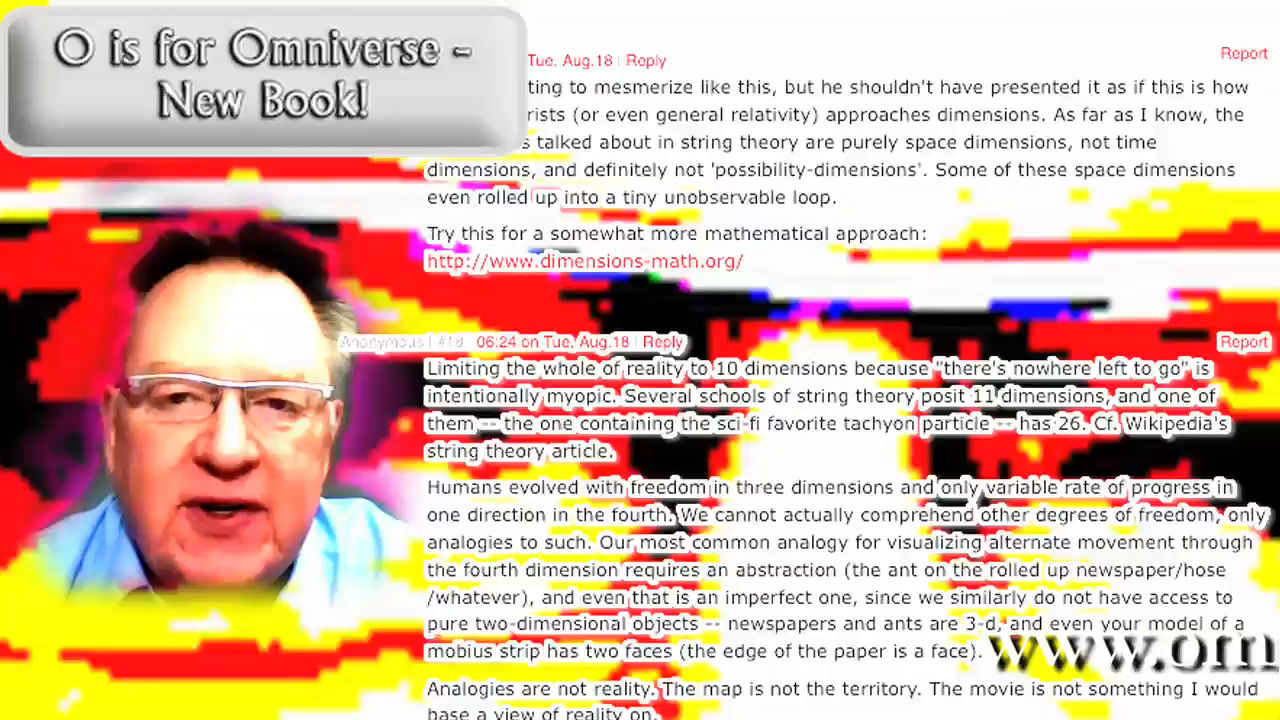 O is for Omniverse -
New Book!
Tue, Aug.18 | Reply
Report
ting to mesmerize like this, but he shouldn't have presented it as if this is how
rists (or even general relativity) approaches dimensions. As far as I know, the
s talked about in string theory are purely space dimensions, not time
dimensions, and definitely not 'possibility-dimensions'. Some of these space dimensions
even rolled up into a tiny unobservable loop.
Try this for a somewhat more mathematical approach:
http://www.dimensions-math.org/
Anonymous | #18 06:24 on Tue, Aug.18 | Reply
Report
Limiting the whole of reality to 10 dimensions because "there's nowhere left to go" is
intentionally myopic. Several schools of string theory posit 11 dimensions, and one of
them -- the one containing the sci-fi favorite tachyon particle -- has 26. Cf. Wikipedia's
string theory article.
Humans evolved with freedom in three dimensions and only variable rate of progress in
one direction in the fourth. We cannot actually comprehend other degrees of freedom, only
analogies to such. Our most common analogy for visualizing alternate movement through
the fourth dimension requires an abstraction (the ant on the rolled up newspaper/hose
/whatever), and even that is an imperfect one, since we similarly do not have access to
pure two-dimensional objects -- newspapers and ants are 3-d, and even your model of a
mobius strip has two faces (the edge of the paper is a face).
www.om
Analogies are not reality. The map is not the territory. The movie is not something I would
base a view of reality on.